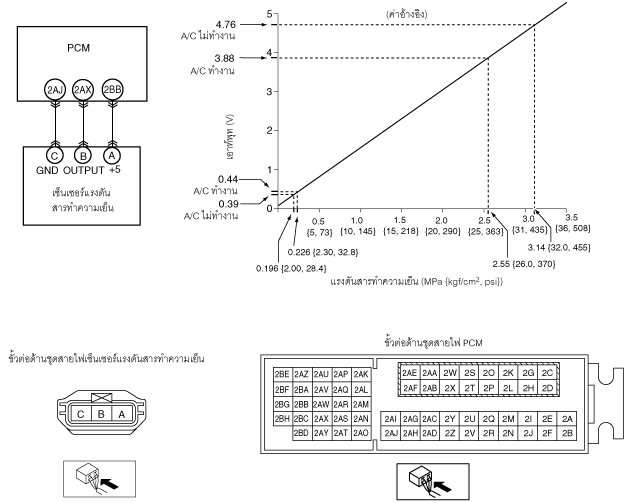 PCM
2AJ 2AX 2BB
C B A
GND OUTPUT +5
เซ็นเซอร์แรงดัน
สารทำความเย็น
(ค่าอ้างอิง)
เอาท์พุท (V)
5
4.76
A/C ไม่ทำงาน
4
3.88
A/C ทำงาน
3
2
1
0.44
A/C ทำงาน
0.39
A/C ไม่ทำงาน
0
0.5 1.0 1.5 2.0 2.5 3.0 3.5
{5, 73} [10, 145] {15, 218} {20, 290} {25, 363} {31, 435} {36, 508}
0.226 {2.30, 32.8}
3.14 {32.0, 455}
0.196 {2.00, 28.4}
2.55 {26.0, 370}
แรงดันสารทำความเย็น (MPa {kgf/cm², psi})
ขั้วต่อด้านชุดสายไฟเซ็นเซอร์แรงดันสารทำความเย็น
C B A
ขั้วต่อด้านชุดสายไฟ PCM
2BE 2AZ 2AU 2AP 2AK
2BF 2BA 2AV 2AQ 2AL
2BG 2BB 2AW 2AR 2AM
2BH 2BC 2AX 2AS 2AN
2BD 2AY 2AT 2AO
2AE 2AA 2W 2S 2O 2K 2G 2C
2AF 2AB 2X 2T 2P 2L 2H 2D
2AI 2AG 2AC 2Y 2U 2Q 2M 2I 2E 2A
2AJ 2AH 2AD 2Z 2V 2R 2N 2J 2F 2B